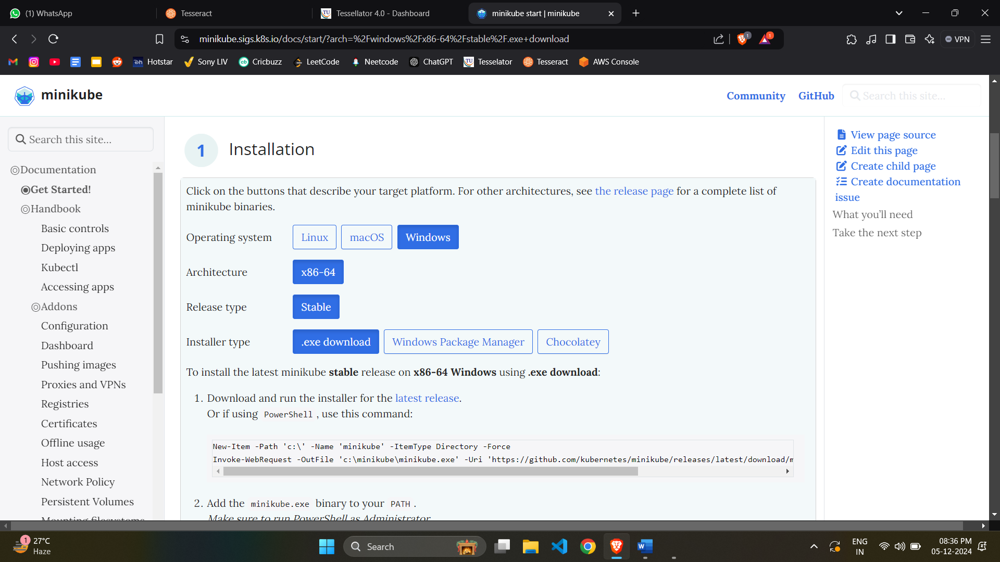 (1) WhatsApp
Tesseract
Tessellator 4.0 - Dashboard
minikube start | minikube
minikube.sigs.k8s.io/docs/start/?arch=%2Fwindows%2Fx86-64%2Fstable%2F.exe+download
1
1
VPN
Hotstar
Sony LIV
Cricbuzz
LeetCode
Neetcode
ChatGPT
Tesselator
Tesseract
AWS Console
minikube
Community
GitHub
Search this site...
Search this site...
Documentation
Get Started!
Handbook
Basic controls
Deploying apps
Kubectl
Accessing apps
Addons
Configuration
Dashboard
Pushing images
Proxies and VPNs
Registries
Certificates
Offline usage
Host access
Network Policy
Persistent Volumes
Mounting filesystems
1 Installation
Click on the buttons that describe your target platform. For other architectures, see the release page for a complete list of
minikube binaries.
Operating system Linux macOS Windows
Architecture x86-64
Release type Stable
Installer type .exe download Windows Package Manager Chocolatey
To install the latest minikube stable release on x86-64 Windows using .exe download:
1. Download and run the installer for the latest release.
Or if using PowerShell , use this command:
New-Item -Path 'c:\' -Name 'minikube' -ItemType Directory -Force
Invoke-WebRequest -OutFile 'c:\minikube\minikube.exe' -Uri 'https://github.com/kubernetes/minikube/releases/latest/download/m
2. Add the minikube.exe binary to your PATH .
Make sure to run PowerShell as Administrator.
View page source
Edit this page
Create child page
Create documentation
issue
What you'll need
Take the next step
1
27°C
Haze
Search
ENG
IN
08:36 PM
05-12-2024